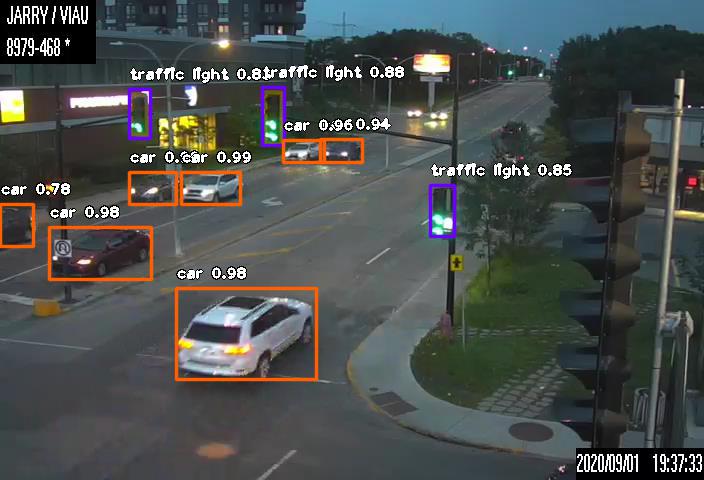 JARRY / VIAU
8979-468 *
traffic light 0.8
traffic light 0.88
car 0.96
0.94
car 0.
car 0.99
traffic light 0.85
car 0.78
car 0.98
car 0.98
2020/09/01 19:37:33